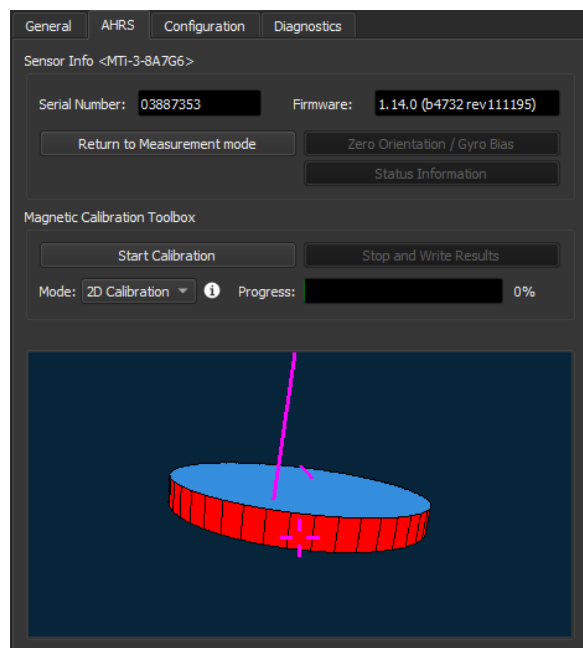 General AHRS Configuration Diagnostics
Sensor Info <MTi-3-8A7G6>
Serial Number: 03887353 Firmware: 1.14.0 (b4732 rev111195)
Return to Measurement mode Zero Orientation / Gyro Bias
Status Information
Magnetic Calibration Toolbox
Start Calibration Stop and Write Results
Mode: 2D Calibration i Progress: 0%